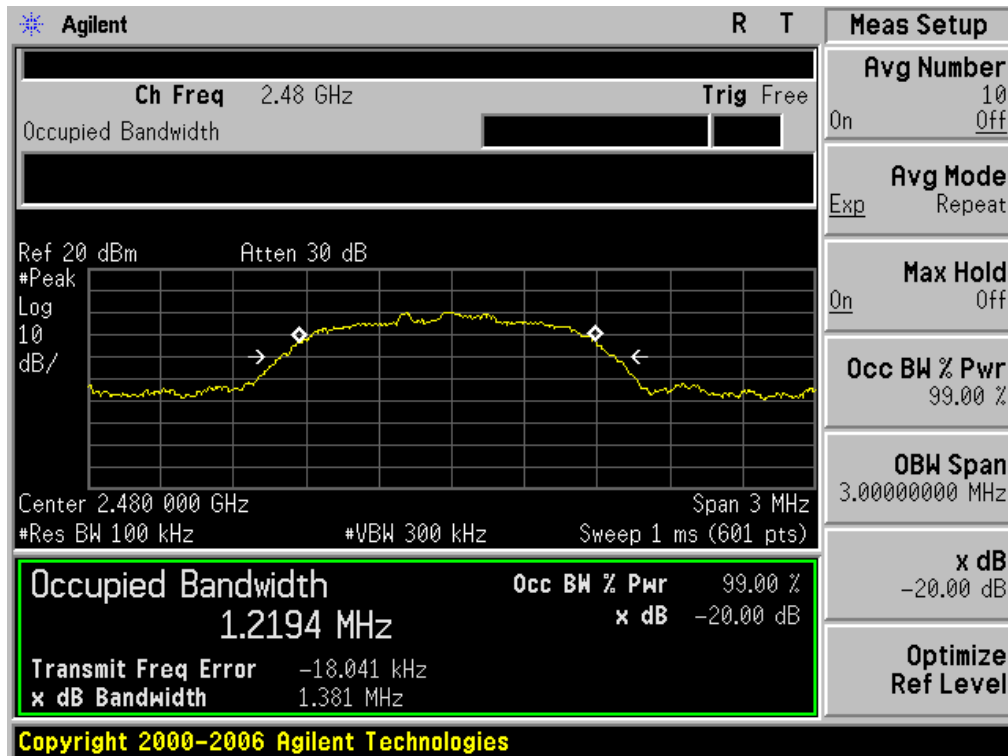 Agilent R T
Ch Freq 2.48 GHz Trig Free
Occupied Bandwidth
Ref 20 dBm Atten 30 dB
#Peak
Log
10
dB/
Center 2.480 000 GHz Span 3 MHz
#Res BW 100 kHz #VBW 300 kHz Sweep 1 ms (601 pts)
Occupied Bandwidth Occ BW % Pwr 99.00 %
1.2194 MHz x dB -20.00 dB
Transmit Freq Error -18.041 kHz
x dB Bandwidth 1.381 MHz
Copyright 2000-2006 Agilent Technologies
Meas Setup
Avg Number
10
On Off
Avg Mode
Exp Repeat
Max Hold
On Off
Occ BW % Pwr
99.00 %
OBW Span
3.00000000 MHz
x dB
-20.00 dB
Optimize
Ref Level